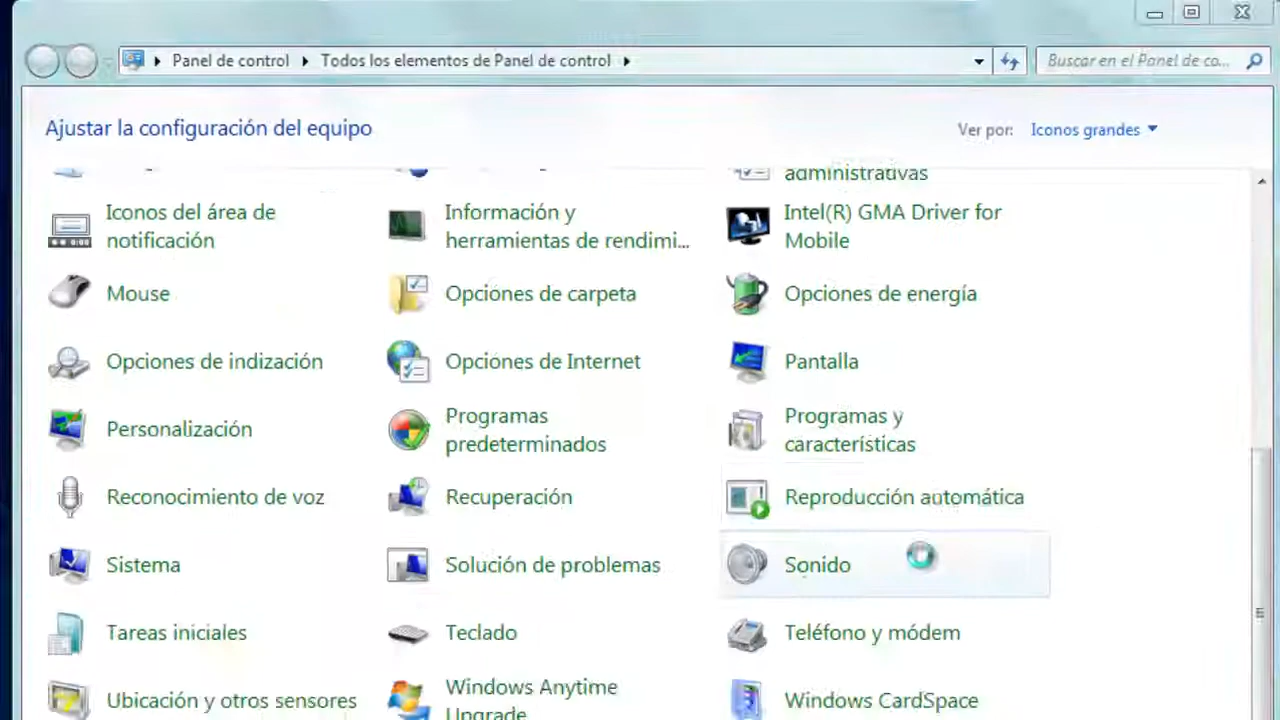 Panel de control
Todos los elementos de Panel de control
Buscar en el Panel de co...
Ajustar la configuración del equipo
Ver por:
Iconos grandes
administrativas
Iconos del área de
notificación
Información y
herramientas de rendimi...
Intel(R) GMA Driver for
Mobile
Mouse
Opciones de carpeta
Opciones de energía
Opciones de indización
Opciones de Internet
Pantalla
Personalización
Programas
predeterminados
Programas y
características
Reconocimiento de voz
Recuperación
Reproducción automática
Sistema
Solución de problemas
Sonido
Tareas iniciales
Teclado
Teléfono y módem
Ubicación y otros sensores
Windows Anytime
Upgrade
Windows CardSpace